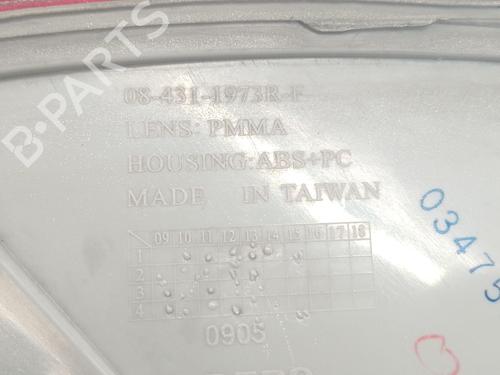 B-PARTS
08-431-1973R-F
LENS: PMMA
HOUSING: ABS+PC
MADE IN TAIWAN
09 10 11 12 13 14 15 16 17 18
1
2
3
4
0905
03475